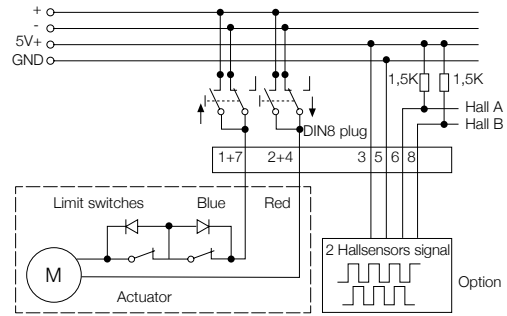 +
-
5V+
GND
1,5K 1,5K
Hall A
Hall B
DIN8 plug
1+7 2+4 3 5 6 8
Limit switches Blue Red
2 Hallsensors signal
M
Option
Actuator